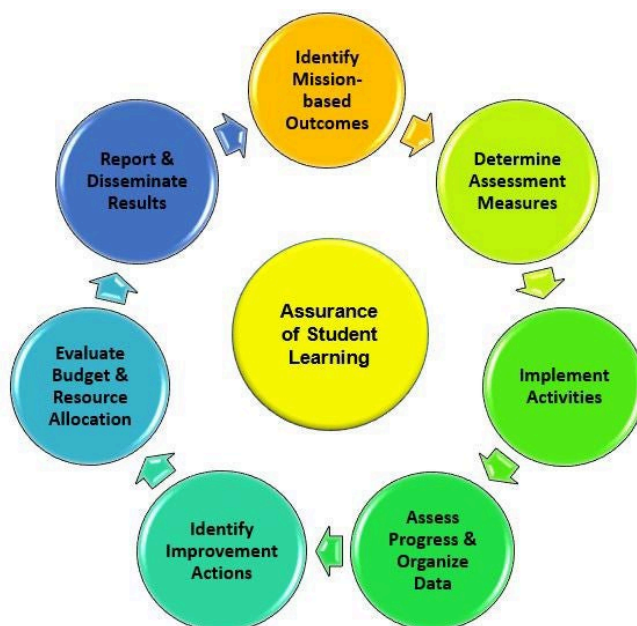 Identify
Mission-
based
Outcomes
Determine
Assessment
Measures
Implement
Activities
Assess
Progress &
Organize
Data
Identify
Improvement
Actions
Evaluate
Budget &
Resource
Allocation
Report &
Disseminate
Results
Assurance
of Student
Learning